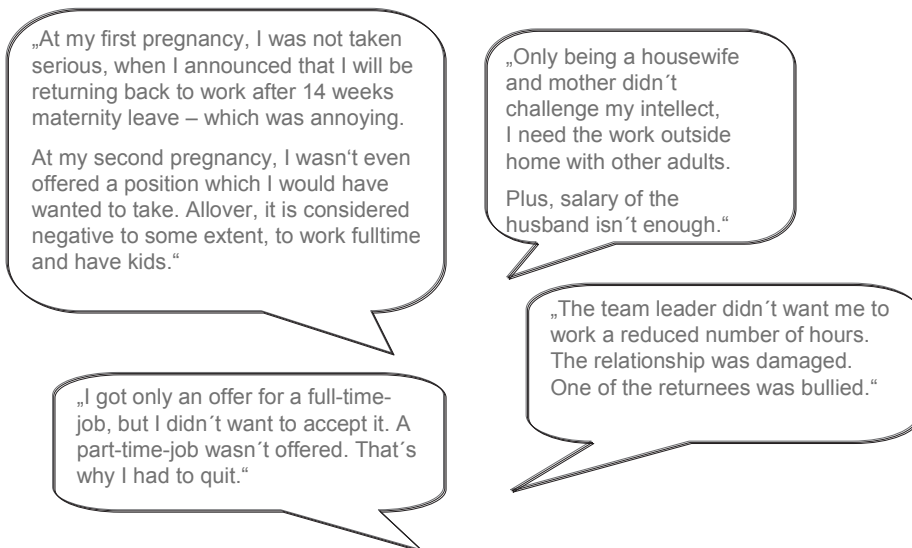 „At my first pregnancy, I was not taken
serious, when I announced that I will be
returning back to work after 14 weeks
maternity leave – which was annoying.
At my second pregnancy, I wasn‘t even
offered a position which I would have
wanted to take. Allover, it is considered
negative to some extent, to work fulltime
and have kids.“
„Only being a housewife
and mother didn´t
challenge my intellect,
I need the work outside
home with other adults.
Plus, salary of the
husband isn´t enough.“
„The team leader didn´t want me to
work a reduced number of hours.
The relationship was damaged.
One of the returnees was bullied.“
„I got only an offer for a full-time-
job, but I didn´t want to accept it. A
part-time-job wasn´t offered. That´s
why I had to quit.“